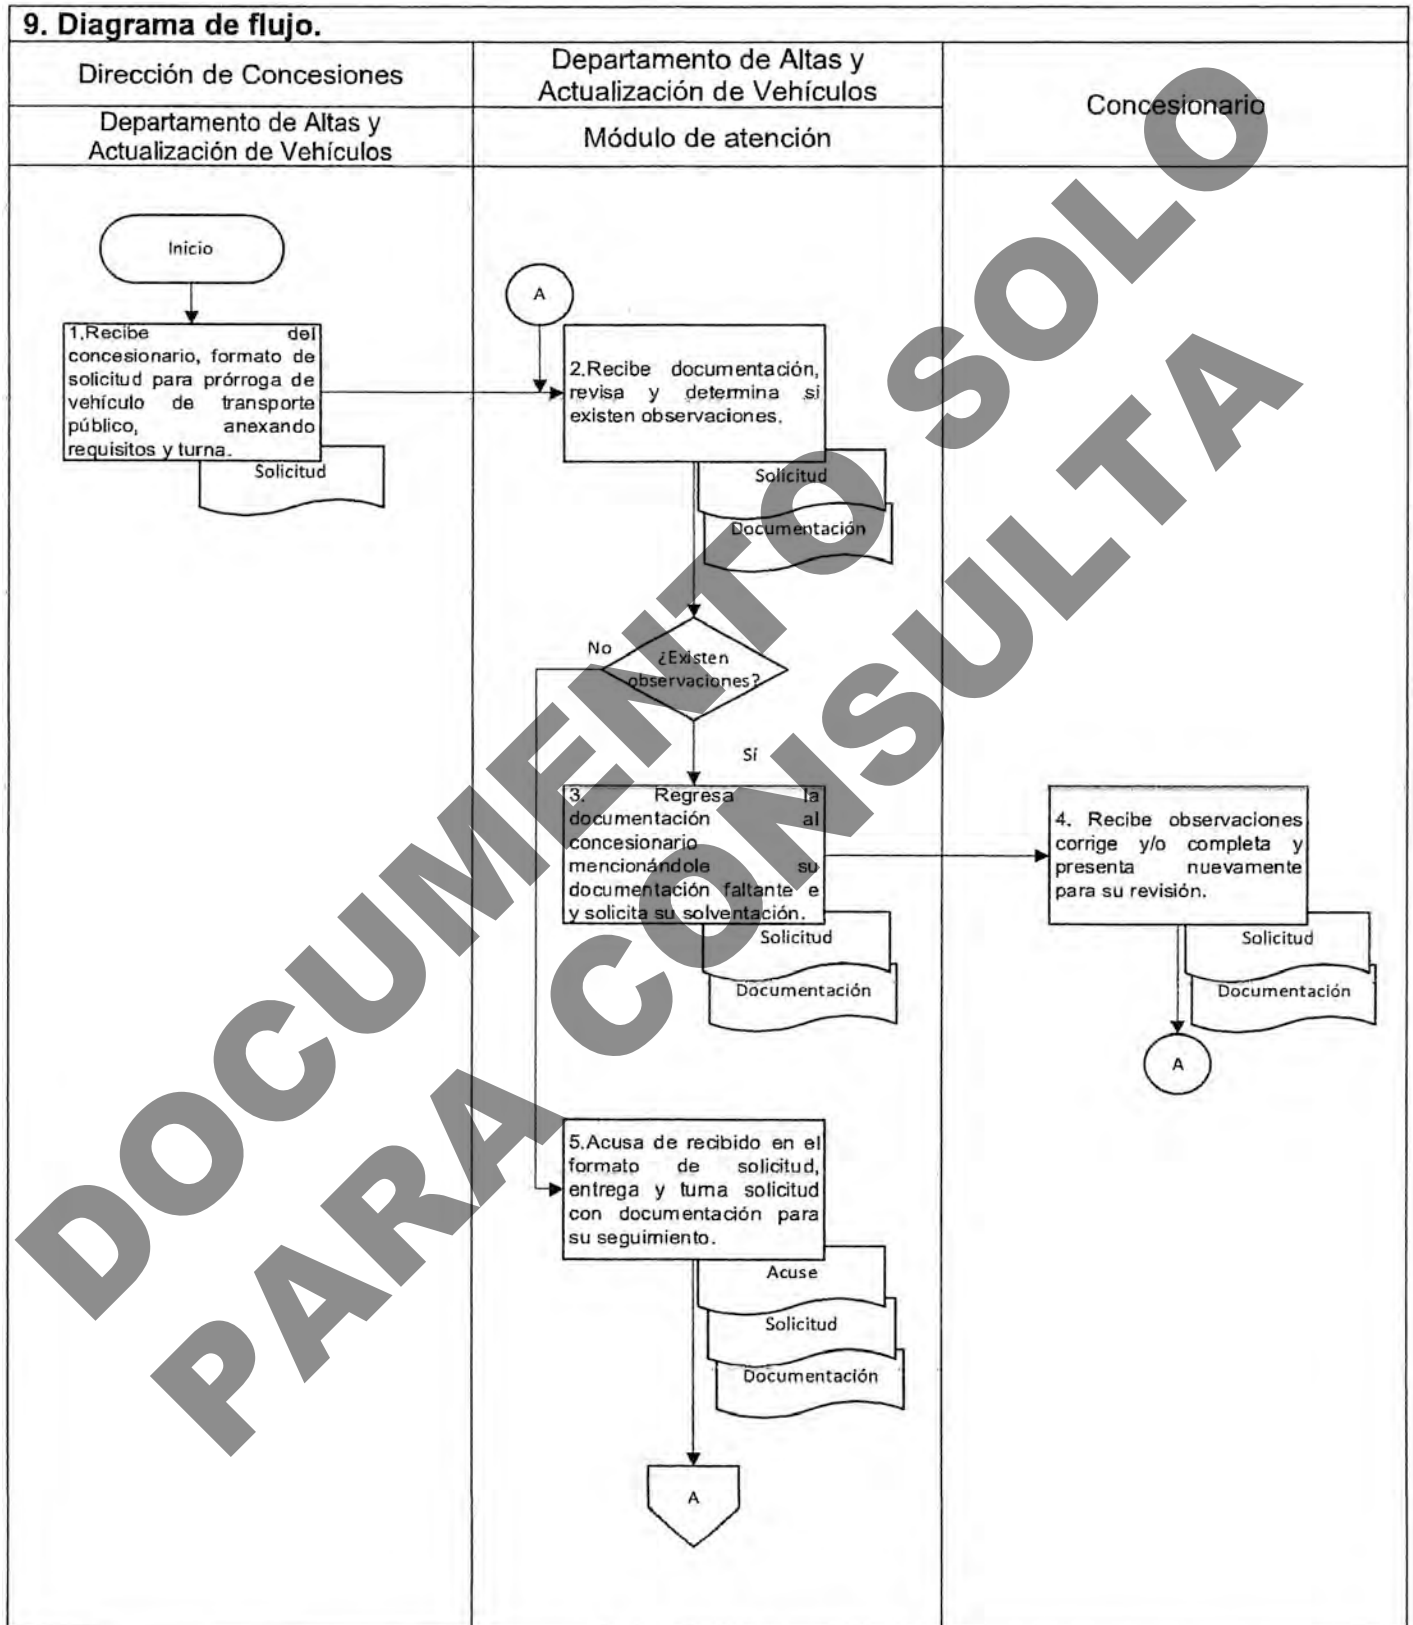 9. Diagrama de flujo.
Dirección de Concesiones
Departamento de Altas y
Actualización de Vehículos
Departamento de Altas y
Actualización de Vehículos
Módulo de atención
Concesionario
Inicio
1.Recibe del
concesionario, formato de
solicitud para prórroga de
vehículo de transporte
público, anexando
requisitos y turna.
Solicitud
A
2.Recibe documentación,
revisa y determina si
existen observaciones.
Solicitud
Documentación
¿Existen
observaciones?
No
Sí
3. Regresa la
documentación al
concesionario
mencionándole su
documentación faltante e
y solicita su solventación.
Solicitud
Documentación
4. Recibe observaciones
corrige y/o completa y
presenta nuevamente
para su revisión.
Solicitud
Documentación
A
5.Acusa de recibido en el
formato de solicitud,
entrega y turna solicitud
con documentación para
su seguimiento.
Acuse
Solicitud
Documentación
A
DOCUMENTO SOLO
PARA CONSULTA